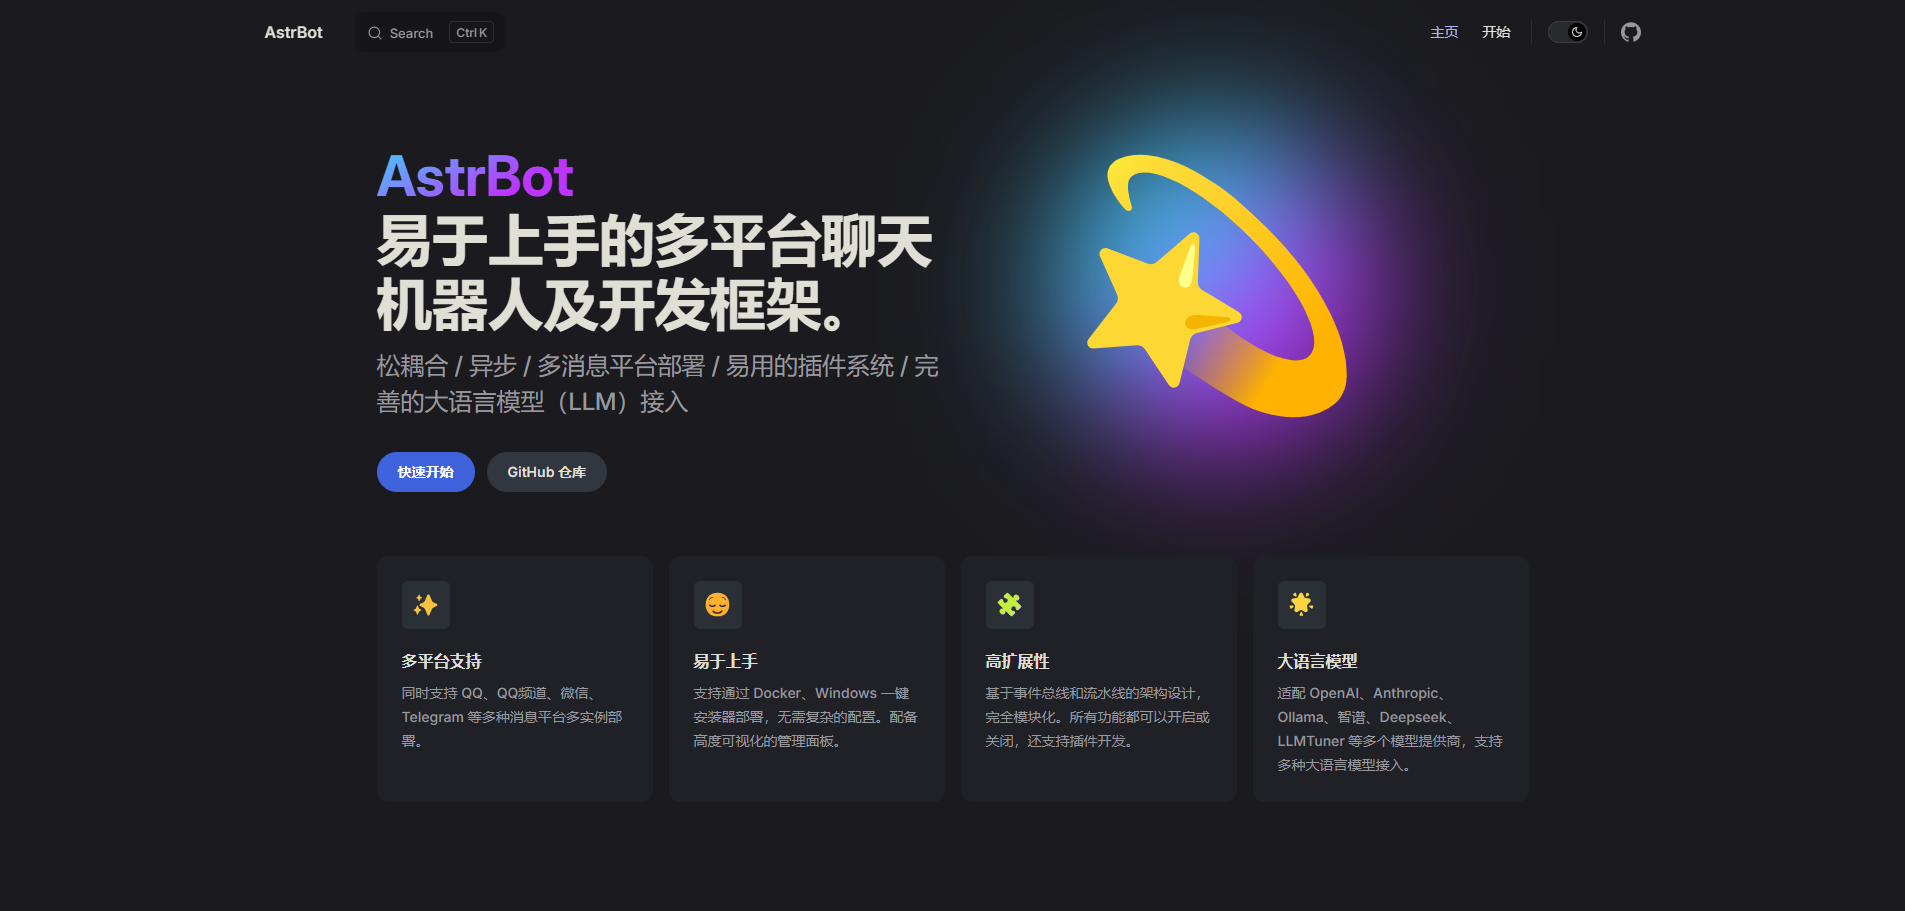 AstrBot
Search
Ctrl K
主页
开始
AstrBot
易于上手的多平台聊天
机器人及开发框架。
松耦合 / 异步 / 多消息平台部署 / 易用的插件系统 / 完
善的大语言模型（LLM）接入
快速开始
GitHub 仓库
多平台支持
同时支持 QQ、QQ频道、微信、
Telegram 等多种消息平台多实例部
署。
易于上手
支持通过 Docker、Windows 一键
安装器部署，无需复杂的配置。配备
高度可视化的管理面板。
高扩展性
基于事件总线和流水线的架构设计，
完全模块化。所有功能都可以开启或
关闭，还支持插件开发。
大语言模型
适配 OpenAI、Anthropic、
Ollama、智谱、Deepseek、
LLMTuner 等多个模型提供商，支持
多种大语言模型接入。